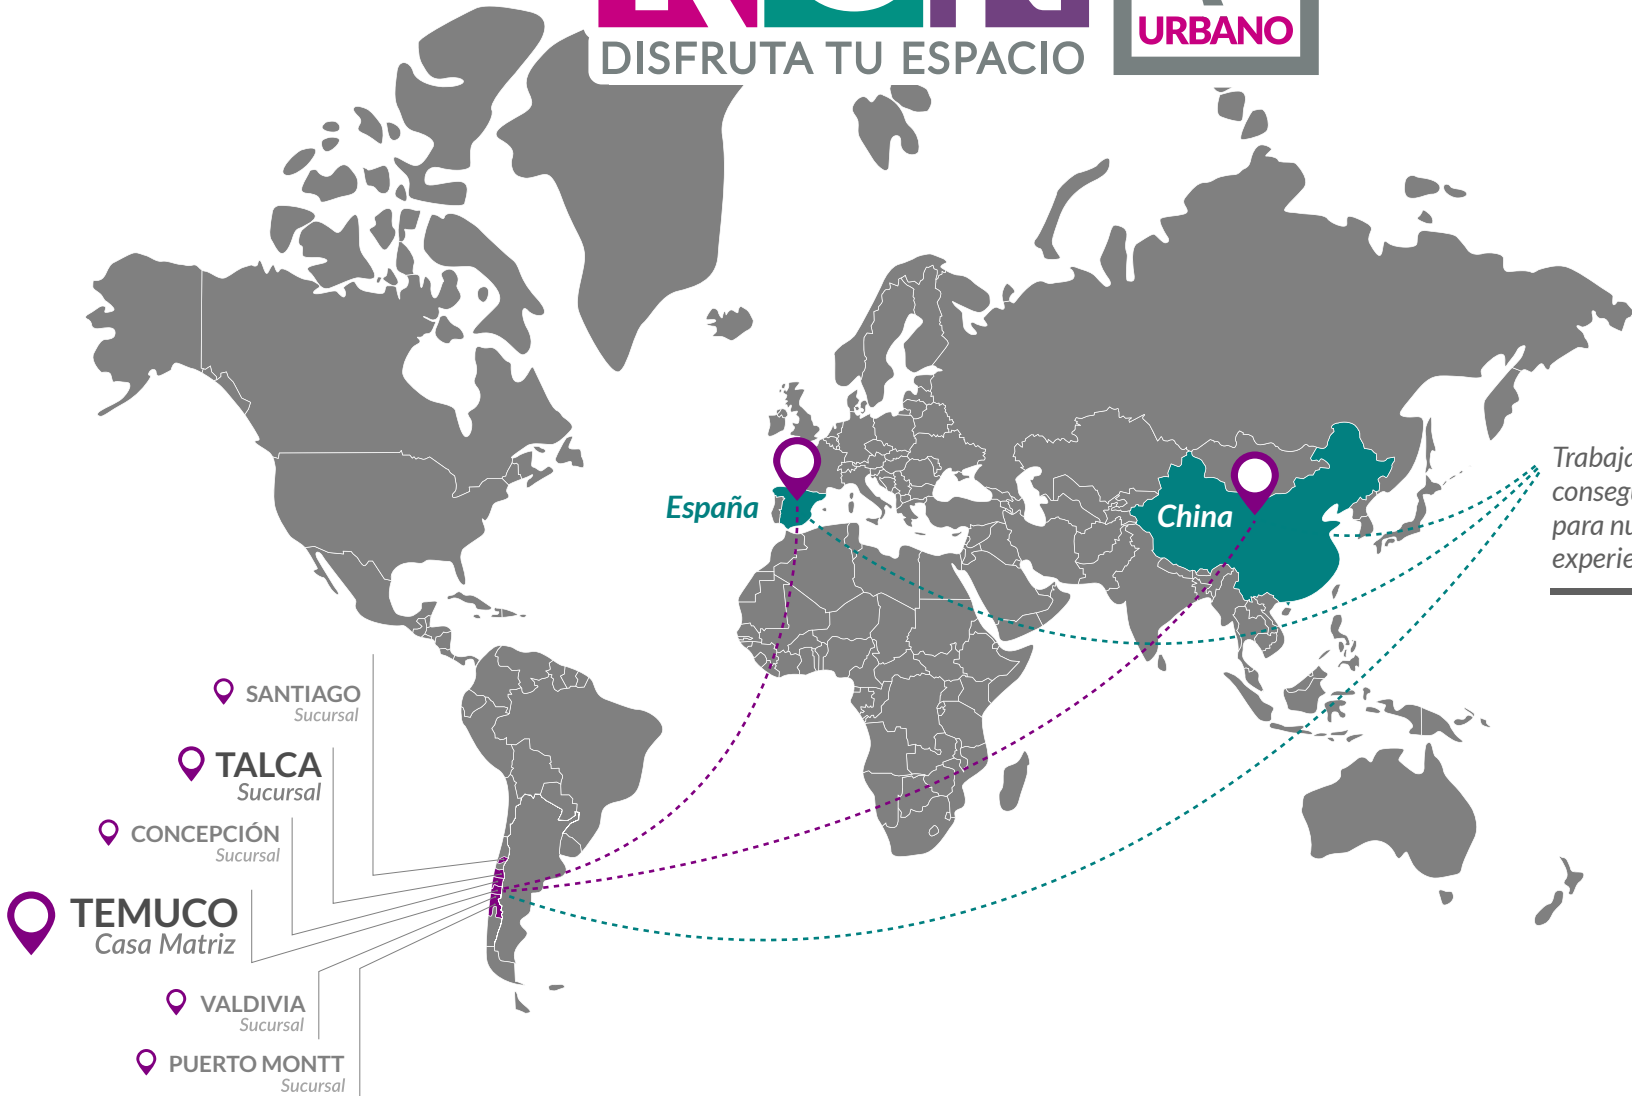 DISFRUTA TU ESPACIO
URBANO
España
China
para
SANTIAGO
Sucursal
TALCA
Sucursal
CONCEPCIÓN
Sucursal
TEMUCO
Casa Matriz
VALDIVIA
Sucursal
PUERTO MONTT
Sucursal